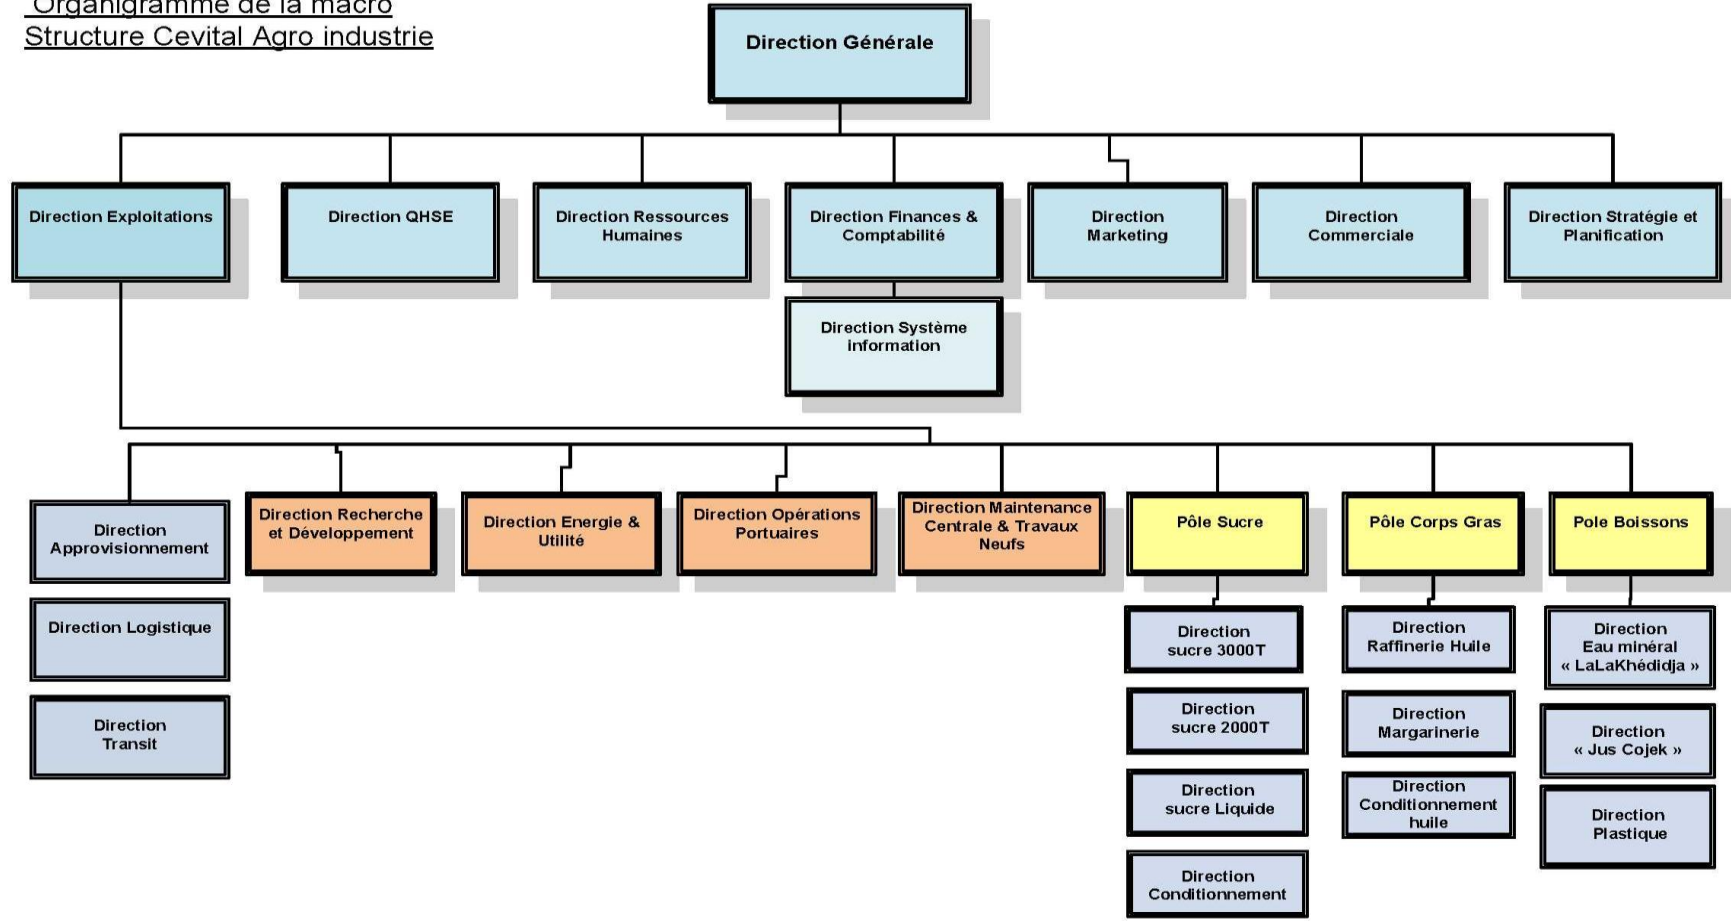 Organigramme de la macro
Structure Cevital Agro industrie
Direction Générale
Direction Exploitations
Direction QHSE
Direction Ressources
Humaines
Direction Finances &
Comptabilité
Direction
Marketing
Direction
Commerciale
Direction Stratégie et
Planification
Direction Système
information
Direction
Approvisionnement
Direction Recherche
et Développement
Direction Energie &
Utilité
Direction Opérations
Portuaires
Direction Maintenance
Centrale & Travaux
Neufs
Pôle Sucre
Pôle Corps Gras
Pole Boissons
Direction Logistique
Direction
Transit
Direction
sucre 3000T
Direction
sucre 2000T
Direction
sucre Liquide
Direction
Conditionnement
Direction
Raffinerie Huile
Direction
Margarinerie
Direction
Conditionnement
huile
Direction
Eau minéral
« LaLaKhédidja »
Direction
« Jus Cojek »
Direction
Plastique